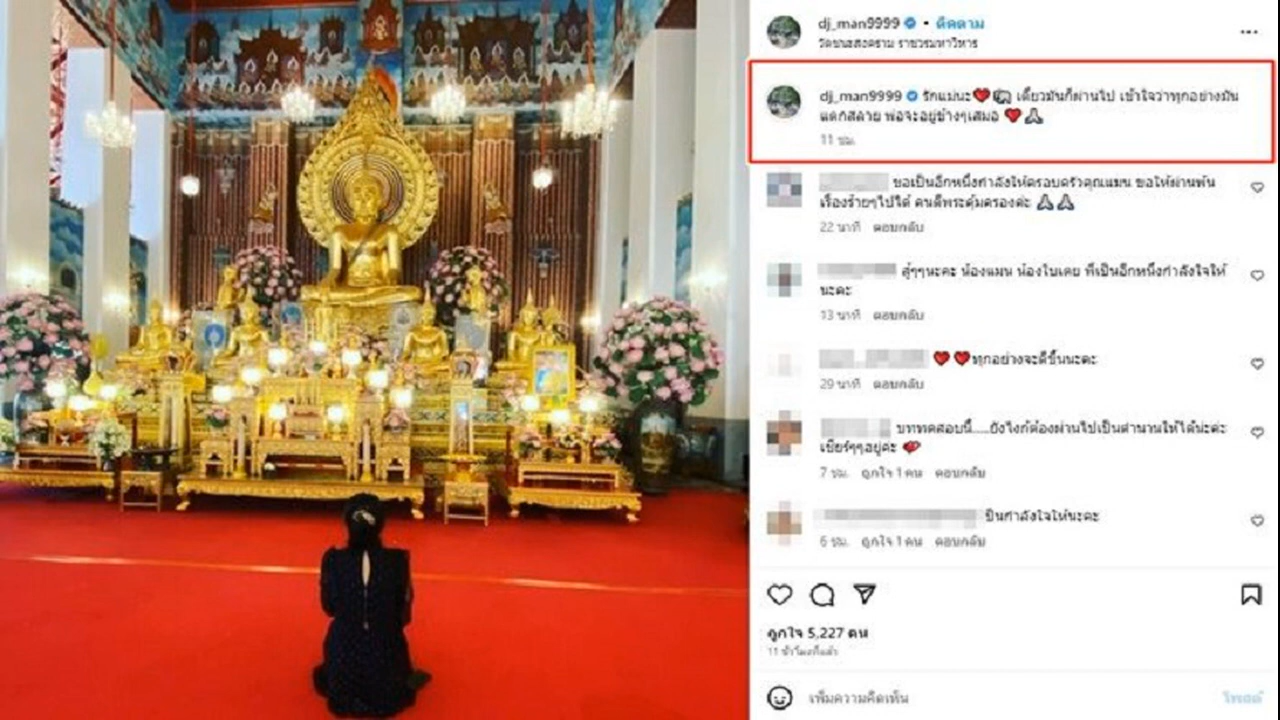 dj_man9999 • ติดตาม
วัดชนะสงคราม ราชวรมหาวิหาร
dj_man9999 รักแม่นะ❤️ เดี๋ยวมันก็ผ่านไป เข้าใจว่าทุกอย่างมัน
แตกสลาย พ่อจะอยู่ข้างๆเสมอ ❤️🙏
11 ชม.
ขอเป็นอีกหนึ่งกำลังให้ครอบครัวคุณแมน ขอให้ผ่านพ้น
เรื่องร้ายๆไปได้ คนดีพระคุ้มครองค่ะ 🙏🙏
22 นาที ตอบกลับ
สู้ๆๆนะคะ น้องแมน น้องใบเตย พี่เป็นอีกหนึ่งกำลังใจให้
นะคะ
13 นาที ตอบกลับ
❤️❤️ทุกอย่างจะดีขึ้นนะคะ
29 นาที ตอบกลับ
บททดสอบนี้.....ยังไงก็ต้องผ่านไปเป็นตำนานให้ได้น่ะค่ะ
เชียร์ๆๆอยู่ค่ะ 💕
7 ชม. ถูกใจ 1 คน ตอบกลับ
ป็นกำลังใจให้นะคะ
6 ชม. ถูกใจ 1 คน ตอบกลับ
ถูกใจ 5,227 คน
11 ชั่วโมงที่แล้ว
เพิ่มความคิดเห็น
โพสต์